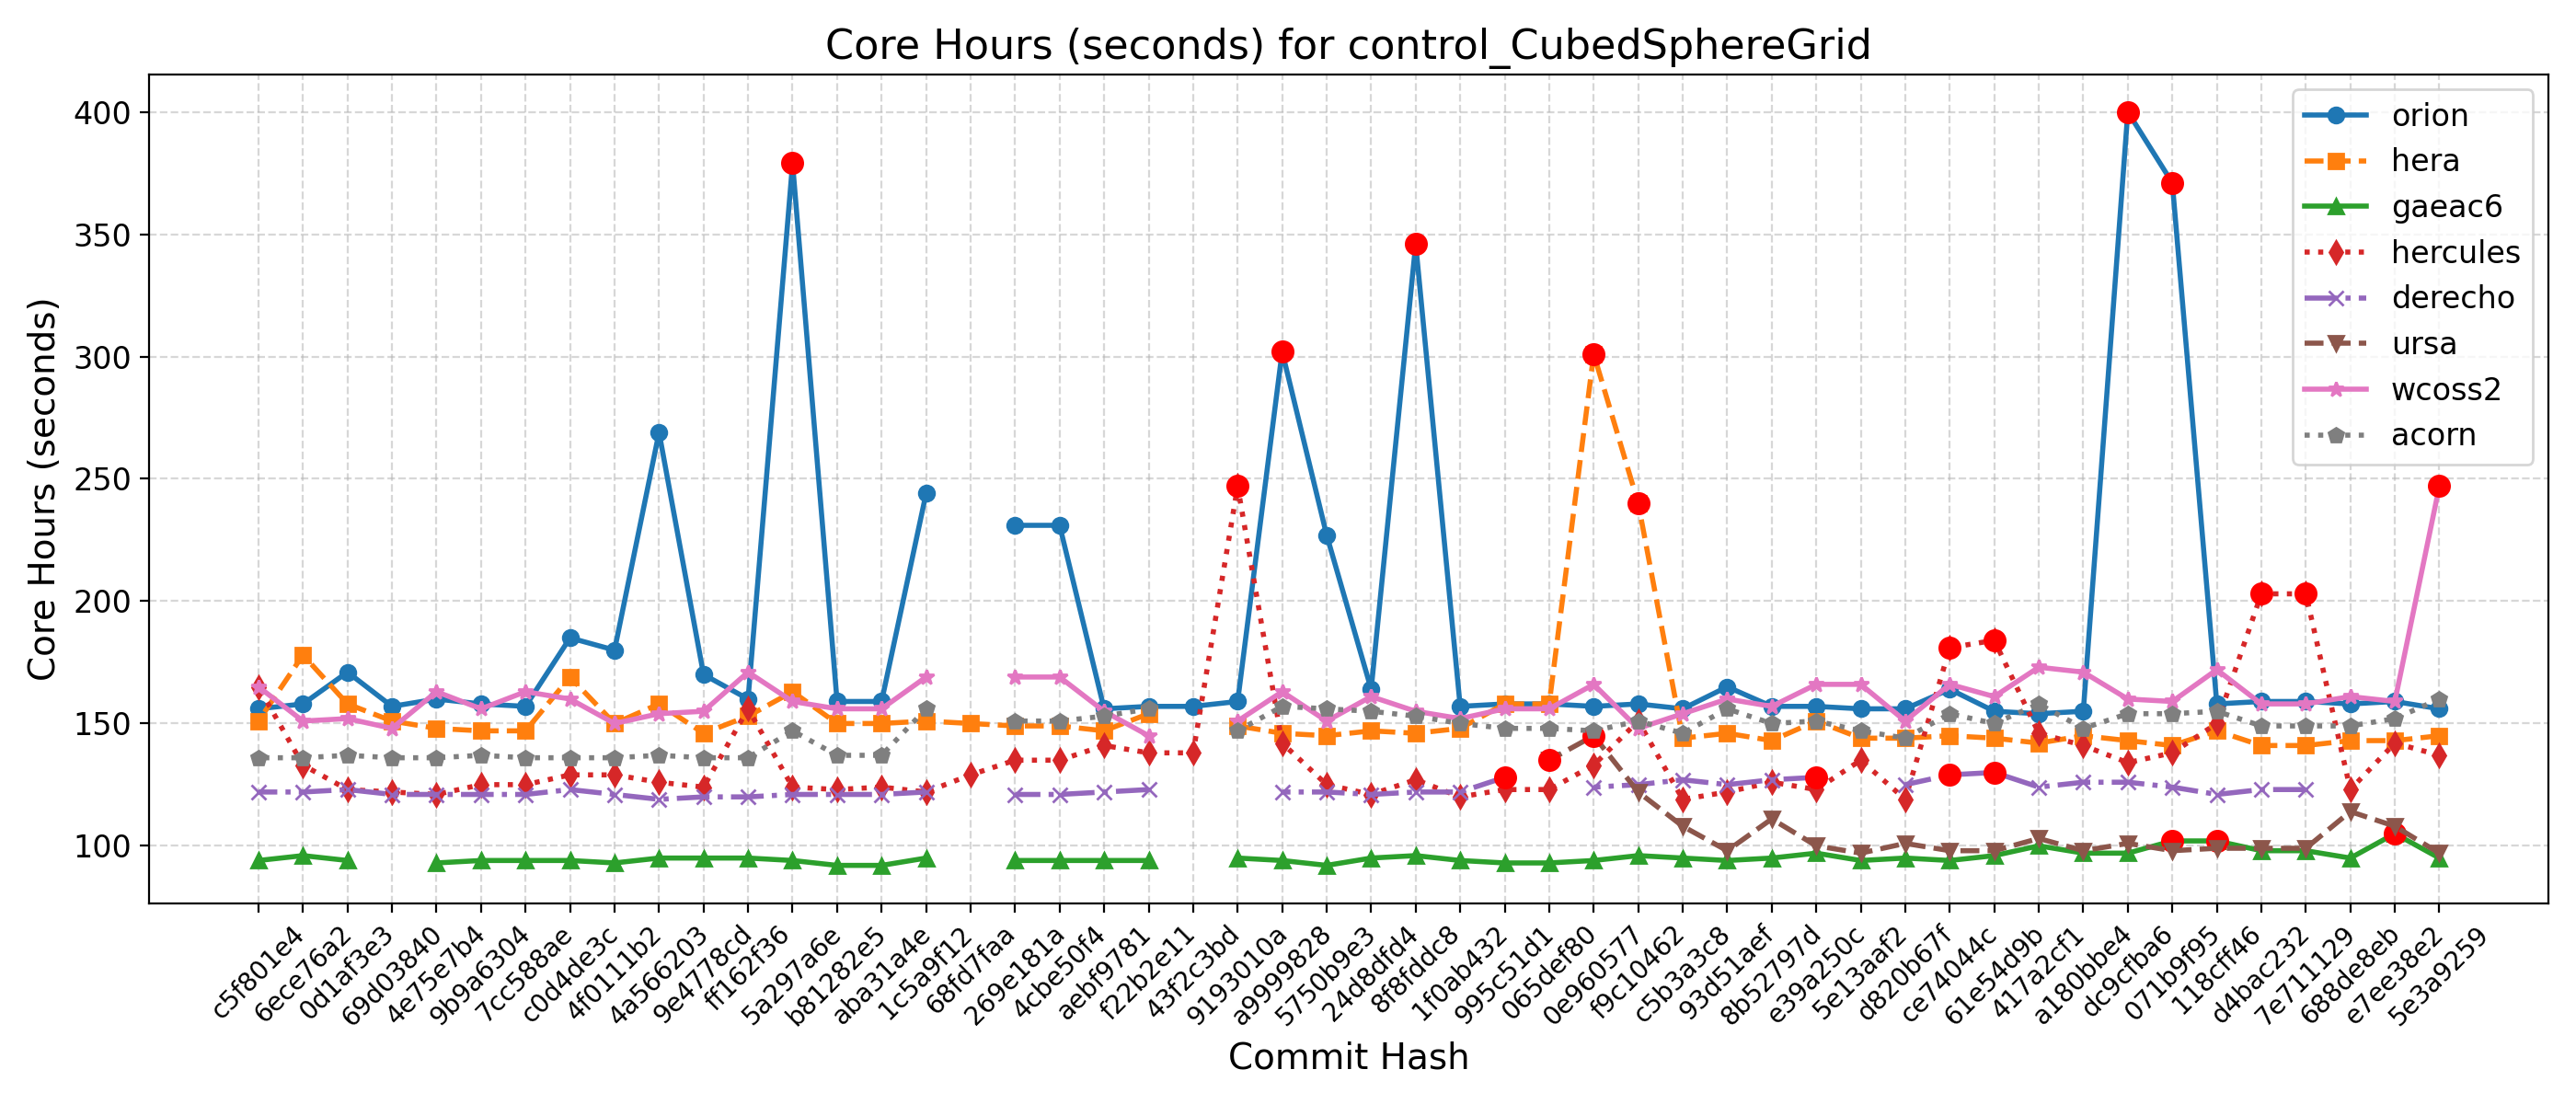 Core Hours (seconds) for control_CubedSphereGrid
Core Hours (seconds)
400
350
300
250
200
150
100
orion
hera
gaeac6
hercules
derecho
ursa
wcoss2
acorn
c5f801e4
6ece76a2
0d1af3e3
69d03840
4e75e7b4
9b9a6304
7cc588ae
c0d4de3c
4f0111b2
4a566203
9e4778cd
ff162f36
5a297a6e
b81282e5
aba31a4e
1c5a9f12
68fd7faa
269e181a
4cbe50f4
aebf9781
f22b2e11
43f2c3bd
9193010a
a9999828
5750b9e3
24d8dfd4
8f8fddc8
1f0ab432
995c51d1
065def80
0e960577
f9c10462
c5b3a3c8
93d51aef
8b52797d
e39a250c
5e13aaf2
d820b67f
ce74044c
61e54d9b
417a2cf1
a180bbe4
dc9cfba6
071b9f95
118cff46
d4bac232
7e711129
688de8eb
e7ee38e2
5e3a9259
Commit Hash